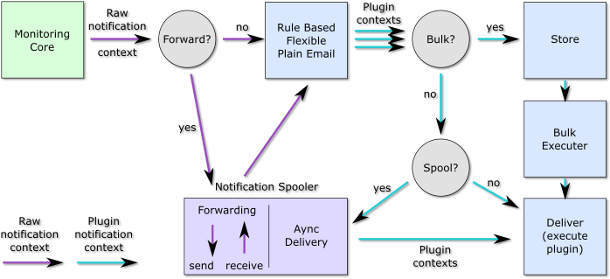 Monitoring
Core
Raw
notification
context
Forward?
no
Rule Based
Flexible
Plain Email
Plugin
contexts
Bulk?
yes
Store
yes
no
Bulk
Executer
Spool?
Notification Spooler
yes
no
Forwarding
send
receive
Aync
Delivery
Plugin
contexts
Deliver
(execute
plugin)
Raw
notification
context
Plugin
notification
context